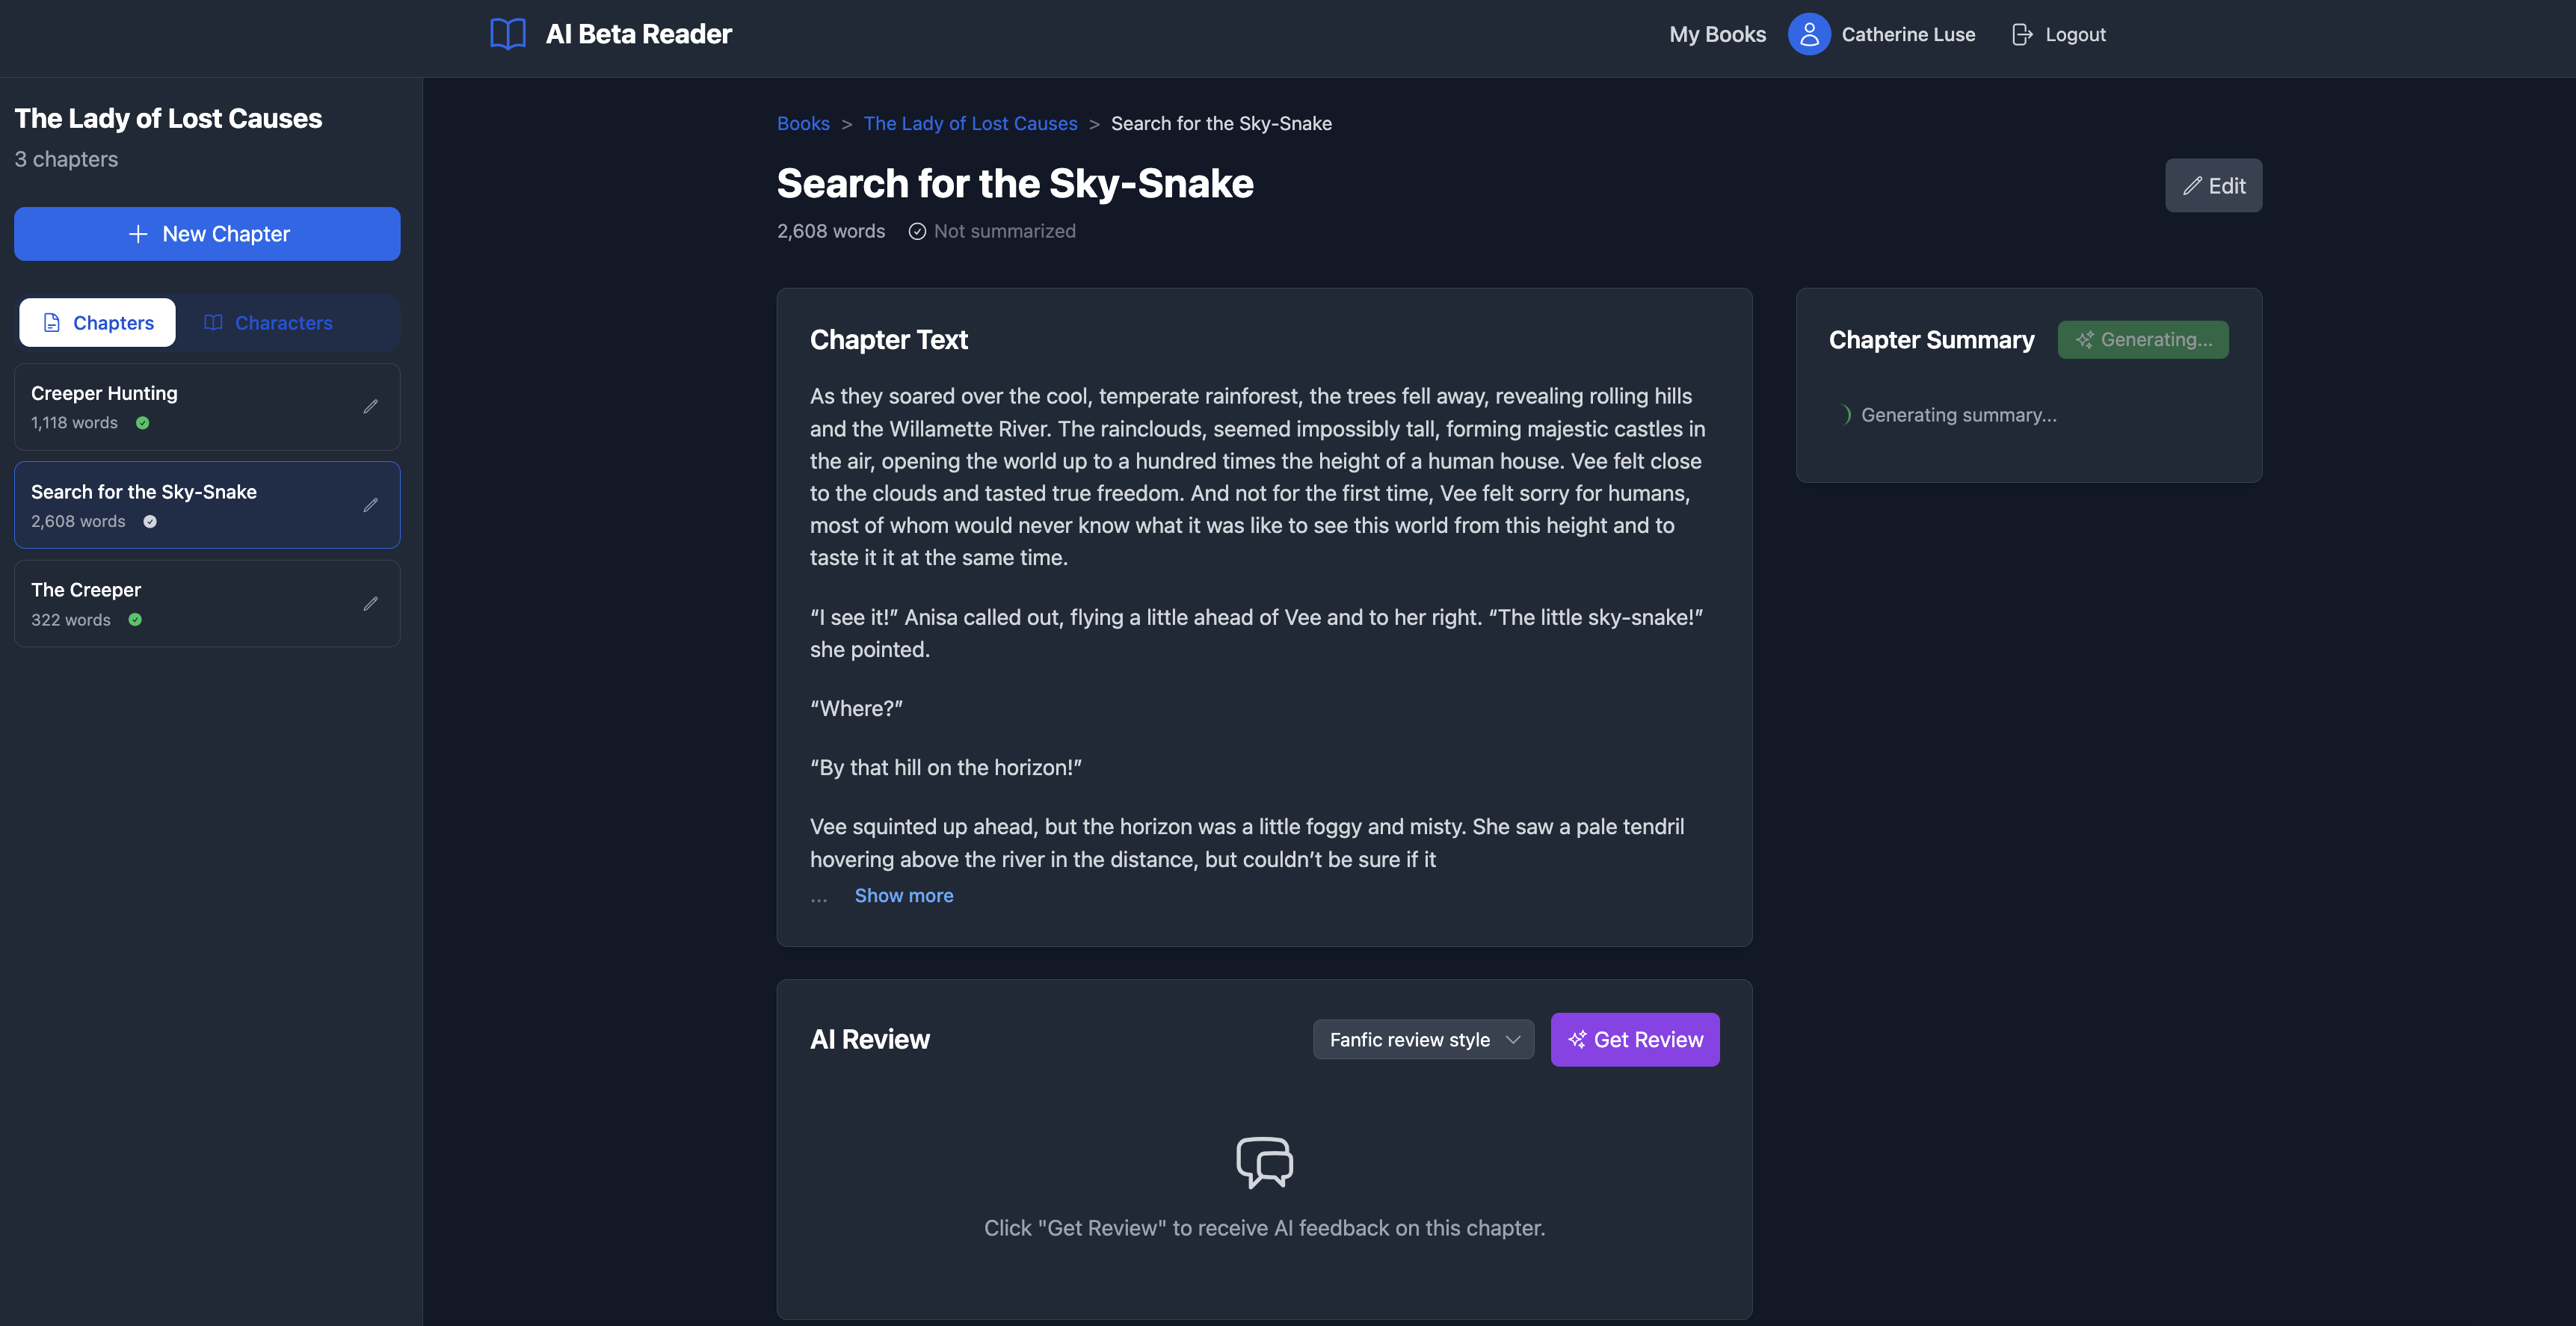 AI Beta Reader
My Books
Catherine Luse
Logout
The Lady of Lost Causes
3 chapters
New Chapter
Chapters
Characters
Creeper Hunting
1,118 words
Search for the Sky-Snake
2,608 words
The Creeper
322 words
Books > The Lady of Lost Causes > Search for the Sky-Snake
Search for the Sky-Snake
Edit
2,608 words
Not summarized
Chapter Text
As they soared over the cool, temperate rainforest, the trees fell away, revealing rolling hills
and the Willamette River. The rainclouds, seemed impossibly tall, forming majestic castles in
the air, opening the world up to a hundred times the height of a human house. Vee felt close
to the clouds and tasted true freedom. And not for the first time, Vee felt sorry for humans,
most of whom would never know what it was like to see this world from this height and to
taste it it at the same time.
“I see it!” Anisa called out, flying a little ahead of Vee and to her right. “The little sky-snake!”
she pointed.
“Where?”
“By that hill on the horizon!”
Vee squinted up ahead, but the horizon was a little foggy and misty. She saw a pale tendril
hovering above the river in the distance, but couldn’t be sure if it
...
Show more
Chapter Summary
Generating...
Generating summary...
AI Review
Fanfic review style
Get Review
Click "Get Review" to receive AI feedback on this chapter.